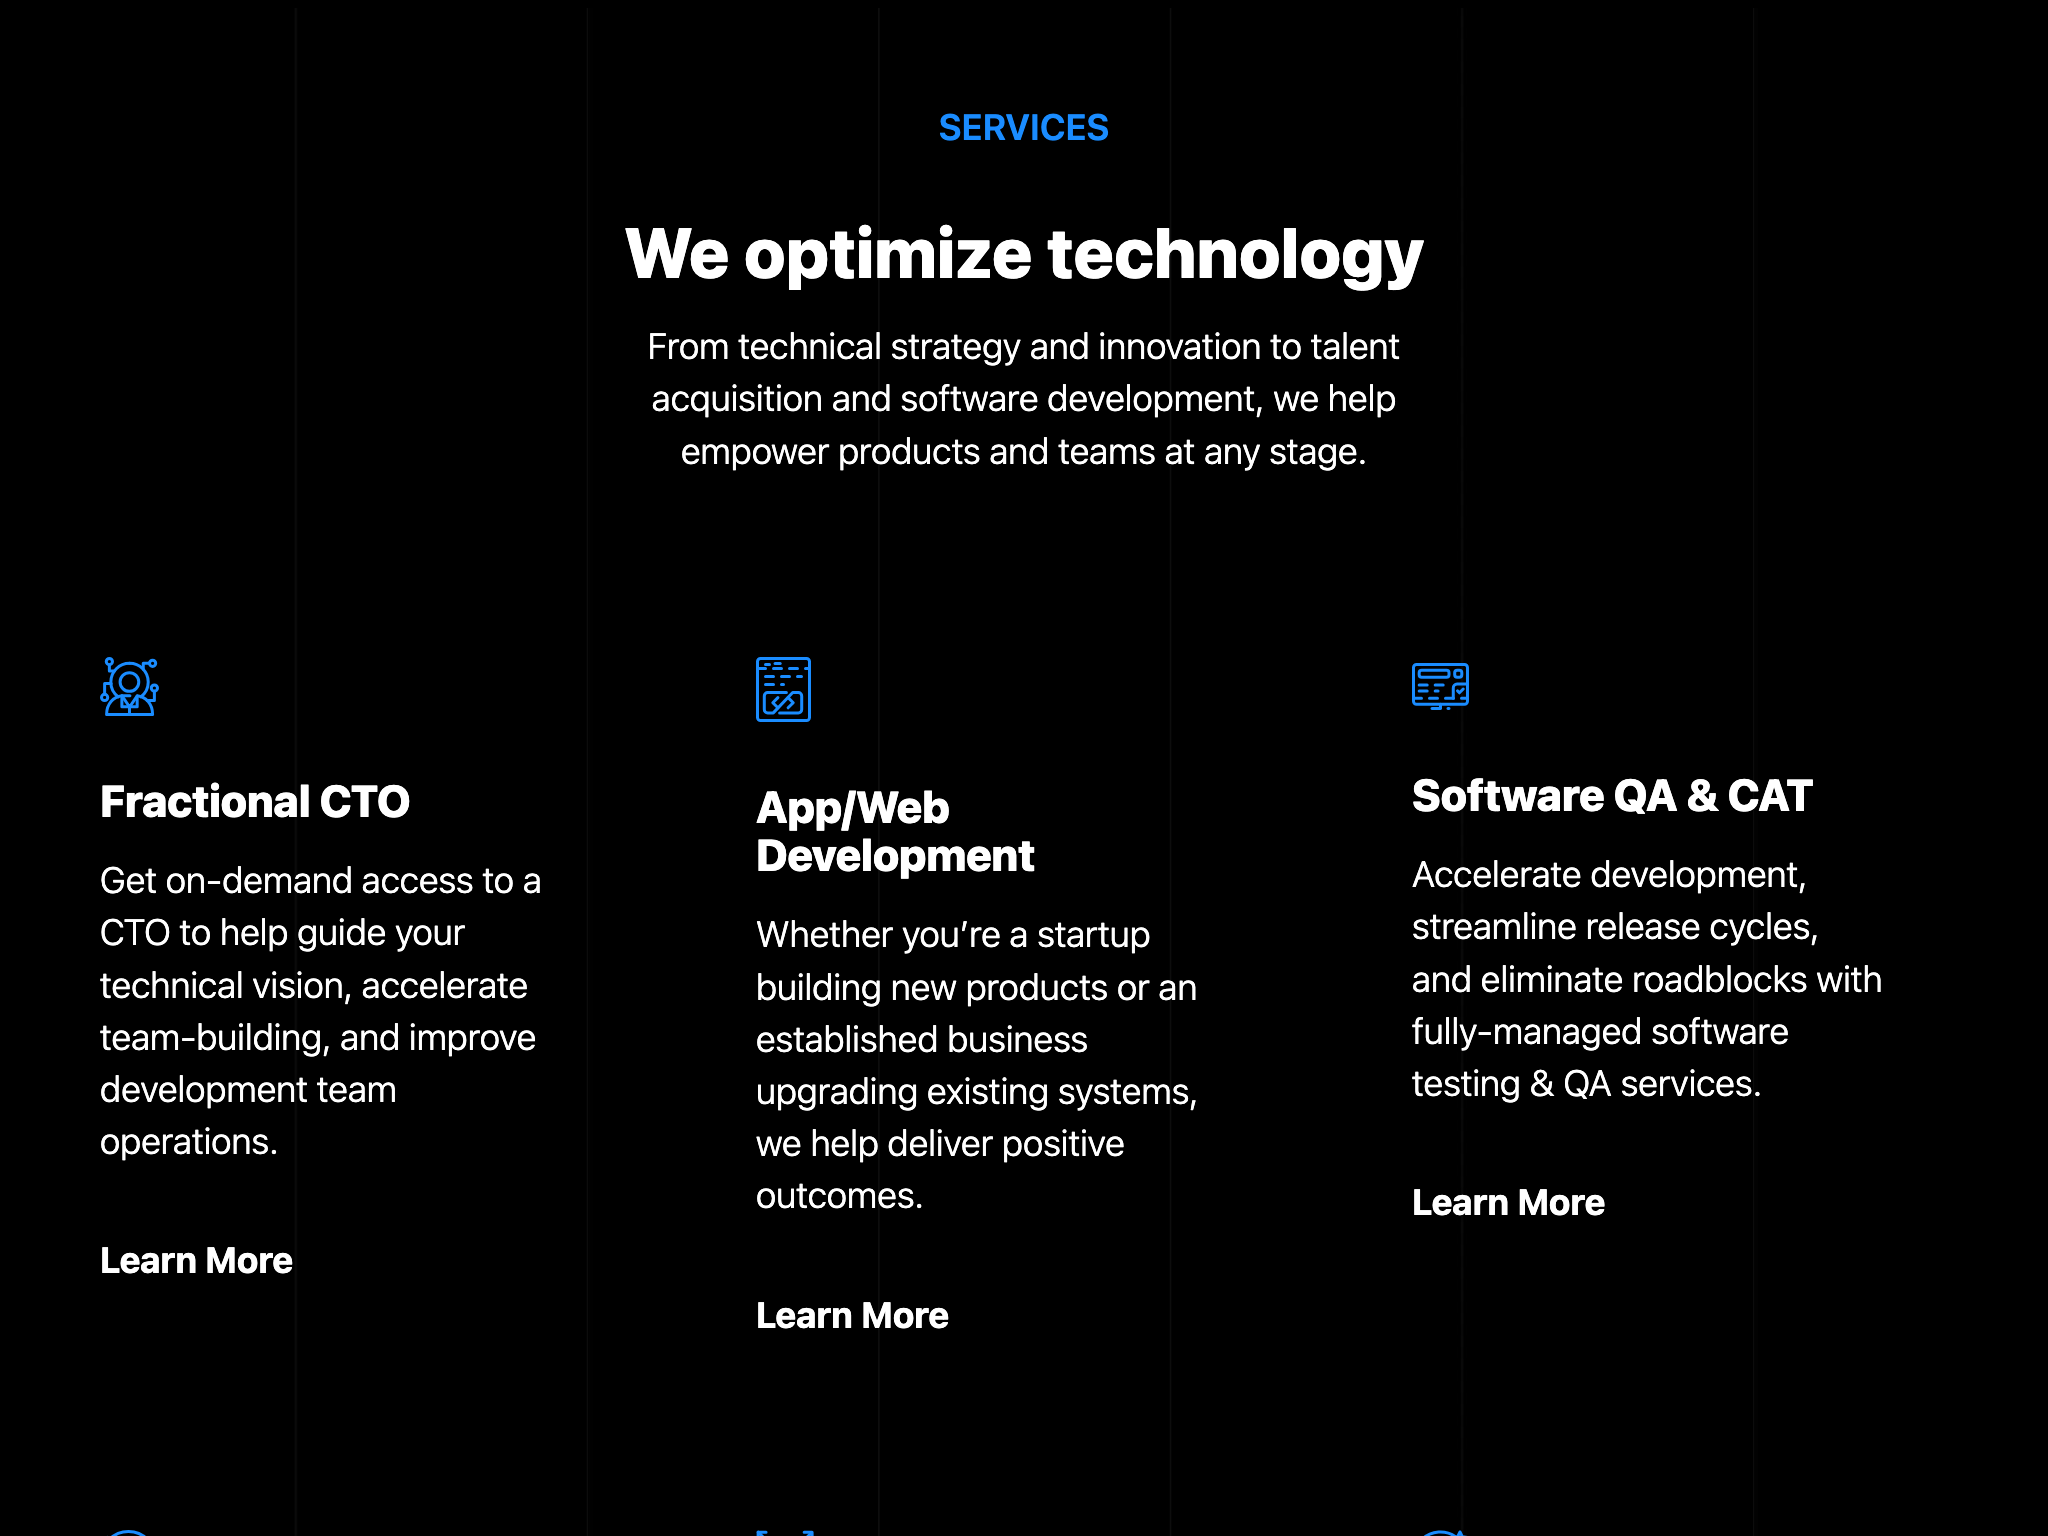 SERVICES
We optimize technology
From technical strategy and innovation to talent
acquisition and software development, we help
empower products and teams at any stage.
Fractional CTO
Get on-demand access to a
CTO to help guide your
technical vision, accelerate
team-building, and improve
development team
operations.
Learn More
App/Web
Development
Whether you’re a startup
building new products or an
established business
upgrading existing systems,
we help deliver positive
outcomes.
Learn More
Software QA & CAT
Accelerate development,
streamline release cycles,
and eliminate roadblocks with
fully-managed software
testing & QA services.
Learn More